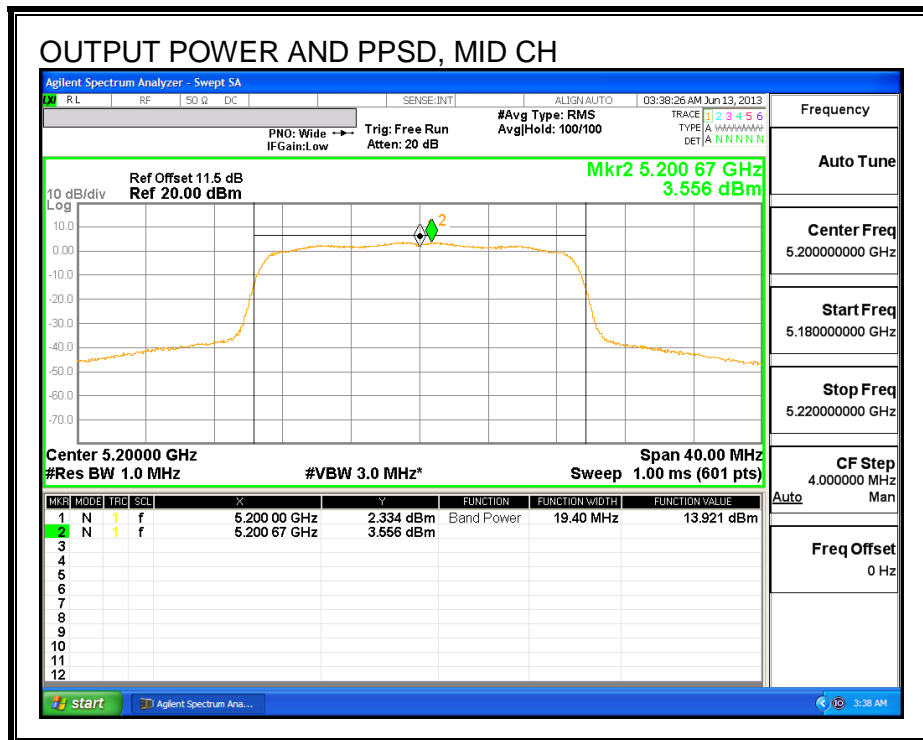 OUTPUT POWER AND PPSD, MID CH
Agilent Spectrum Analyzer - Swept SA
LXI RL RF 50 Ω DC SENSE:INT ALIGN AUTO 03:38:26 AM Jun 13, 2013
PNO: Wide
IFGain:Low
Trig: Free Run
Atten: 20 dB
#Avg Type: RMS
Avg|Hold: 100/100
TRACE 1 2 3 4 5 6
TYPE A WWWWW
DET A N N N N N
Ref Offset 11.5 dB
10 dB/div Ref 20.00 dBm
Log
Mkr2 5.200 67 GHz
3.556 dBm
2
10.0
0.00
-10.0
-20.0
-30.0
-40.0
-50.0
-60.0
-70.0
Center 5.20000 GHz Span 40.00 MHz
#Res BW 1.0 MHz #VBW 3.0 MHz* Sweep 1.00 ms (601 pts)
MKR MODE TRC SCL X Y FUNCTION FUNCTION WIDTH FUNCTION VALUE
1 N 1 f 5.200 00 GHz 2.334 dBm Band Power 19.40 MHz 13.921 dBm
2 N 1 f 5.200 67 GHz 3.556 dBm
3
4
5
6
7
8
9
10
11
12
Frequency
Auto Tune
Center Freq
5.200000000 GHz
Start Freq
5.180000000 GHz
Stop Freq
5.220000000 GHz
CF Step
4.000000 MHz
Auto Man
Freq Offset
0 Hz
start Agilent Spectrum Ana... 3:38 AM